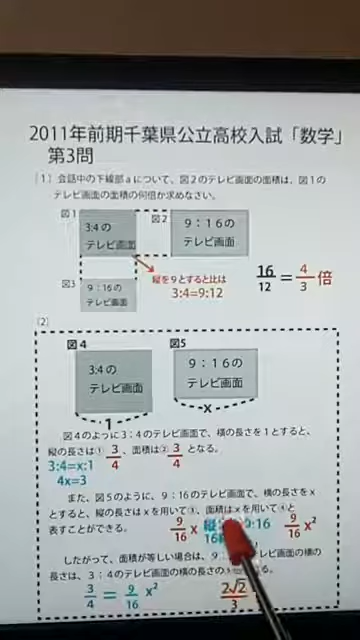 2011年前期千葉県公立高校入試「数学」
第3問
(1) 会話中の下線部aについて、図2のテレビ画面の面積は、図1の
テレビ画面の面積の何倍か求めなさい。
図1
3:4の
テレビ画面
図2
9:16の
テレビ画面
図3
9:16の
テレビ画面
縦を9とすると比は
3:4=9:12
16/12 = 4/3 倍
(2)
図4
3:4の
テレビ画面
1
図5
9:16の
テレビ画面
x
図4のように3:4のテレビ画面で、横の長さを1とすると、
縦の長さは① 3/4 面積は② 3/4 となる。
3:4=x:1
4x=3
また、図5のように、9:16のテレビ画面で、横の長さをx
とすると、縦の長さはxを用いて③、面積はxを用いて④と
表すことができる。
9/16 x
:16
9/16 x²
したがって、面積が等しい場合は、9:
テレビ画面の横の
長さは、3:4のテレビ画面の横の長さの
3/4 = 9/16 x²
2√2/3